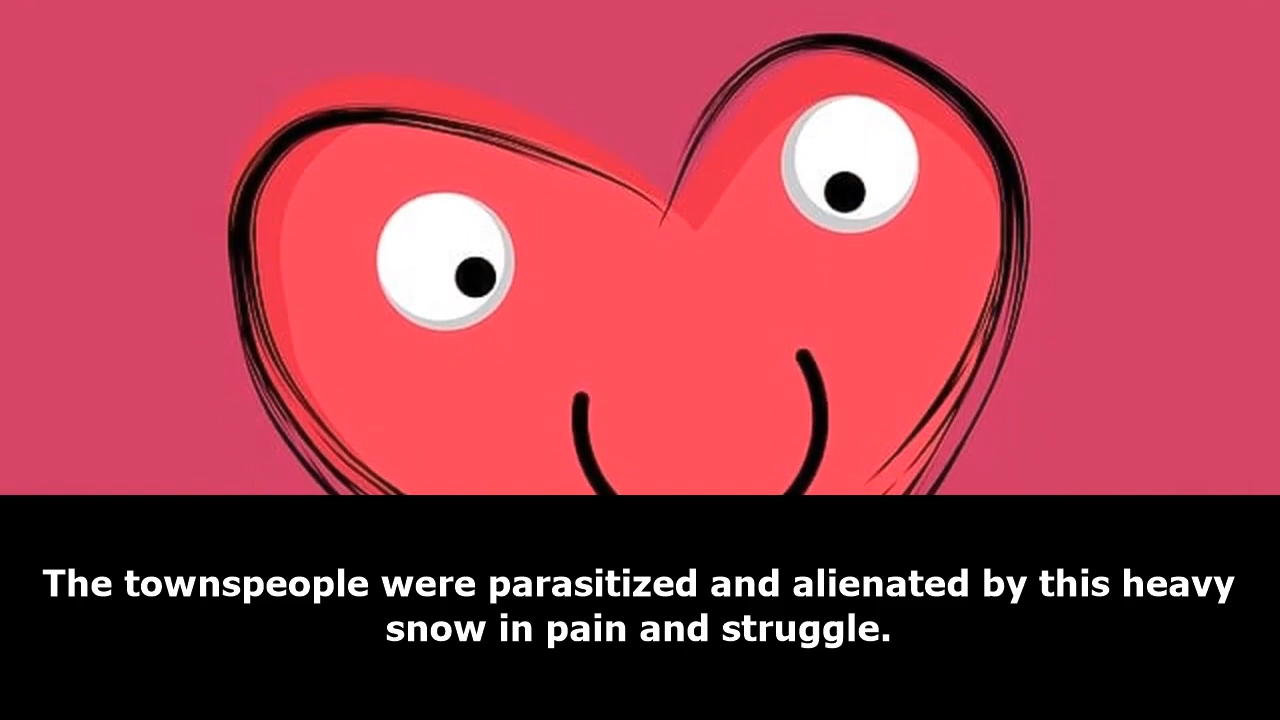 The townspeople were parasitized and alienated by this heavy
snow in pain and struggle.